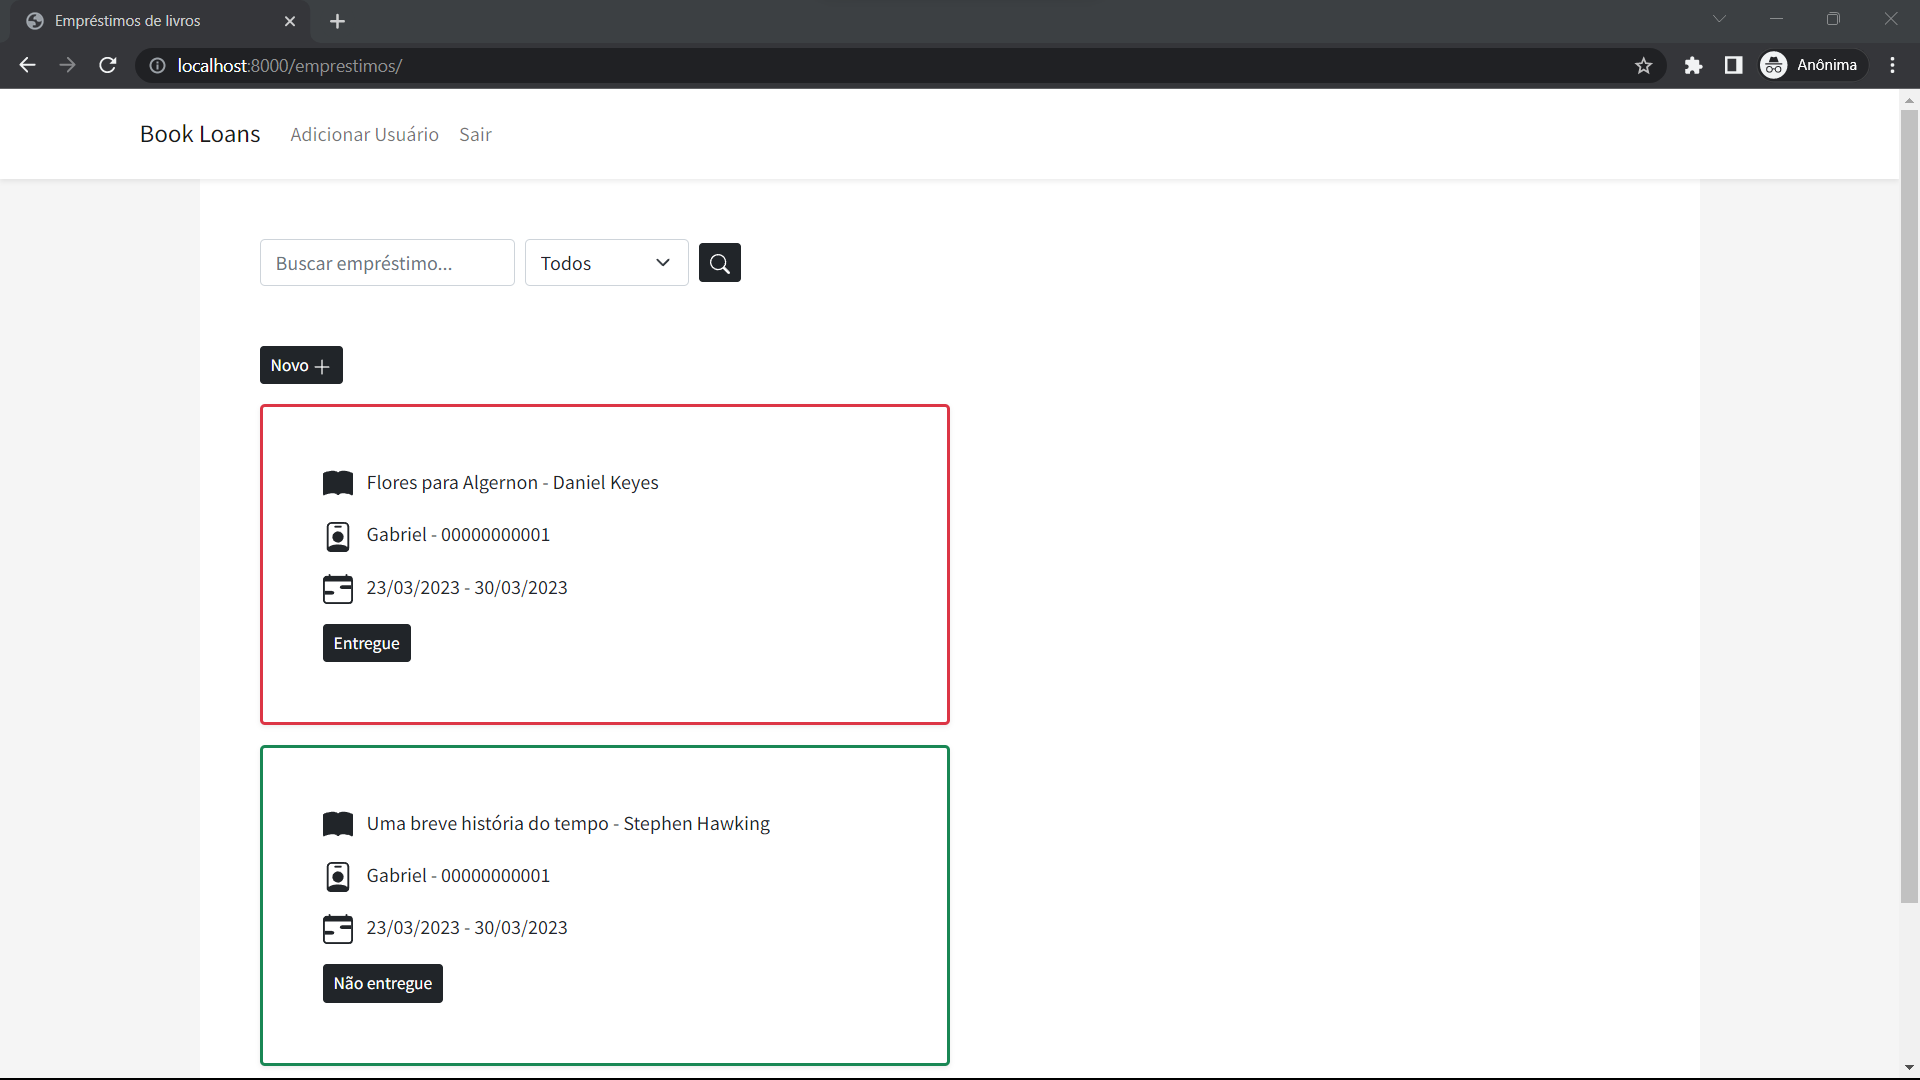 Empréstimos de livros
localhost:8000/emprestimos/
Anônima
Book Loans Adicionar Usuário Sair
Buscar empréstimo... Todos
Novo
Flores para Algernon - Daniel Keyes
Gabriel - 00000000001
23/03/2023 - 30/03/2023
Entregue
Uma breve história do tempo - Stephen Hawking
Gabriel - 00000000001
23/03/2023 - 30/03/2023
Não entregue